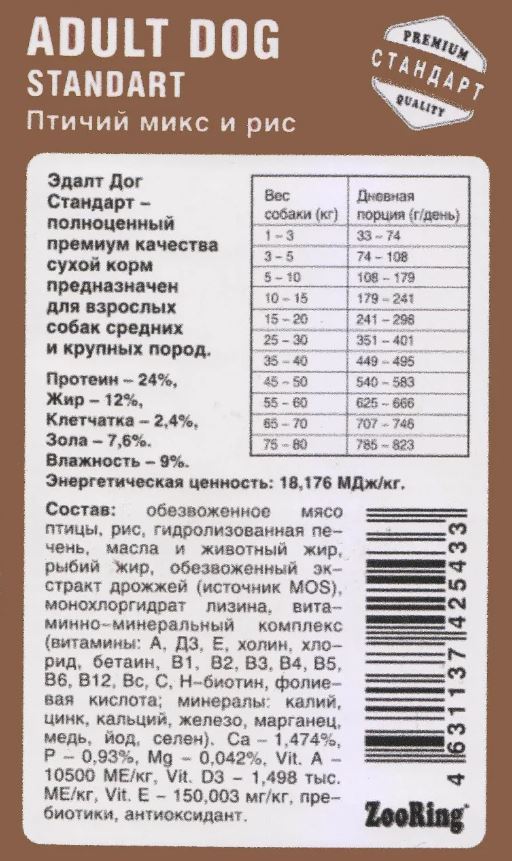 ADULT DOG
STANDART
Птичий микс и рис
PREMIUM
СТАНДАРТ
QUALITY
Эдалт Дог
Стандарт –
полноценный
премиум качества
сухой корм
предназначен
для взрослых
собак средних
и крупных пород.
Протеин – 24%,
Жир – 12%,
Клетчатка – 2,4%,
Зола – 7,6%.
Влажность – 9%.
Энергетическая ценность: 18,176 МДж/кг.
Вес собаки (кг) Дневная порция (г/день)
1 – 3 33 – 74
3 – 5 74 – 108
5 – 10 108 – 179
10 – 15 179 – 241
15 – 20 241 – 298
25 – 30 351 – 401
35 – 40 449 – 495
45 – 50 540 – 583
55 – 60 625 – 666
65 – 70 707 – 746
75 – 80 785 – 823
Состав: обезвоженное мясо
птицы, рис, гидролизованная пе-
чень, масла и животный жир,
рыбий жир, обезвоженный эк-
стракт дрожжей (источник MOS),
монохлоргидрат лизина, вита-
минно-минеральный комплекс
(витамины: А, Д3, Е, холин, хло-
рид, бетаин, В1, В2, В3, В4, В5,
В6, В12, Вс, С, Н-биотин, фолие-
вая кислота; минералы: калий,
цинк, кальций, железо, марганец,
медь, йод, селен). Ca – 1,474%,
P – 0,93%, Mg – 0,042%, Vit. A –
10500 МЕ/кг, Vit. D3 – 1,498 тыс.
МЕ/кг, Vit. E – 150,003 мг/кг, пре-
биотики, антиоксидант.
4 631137 425433
ZooRing